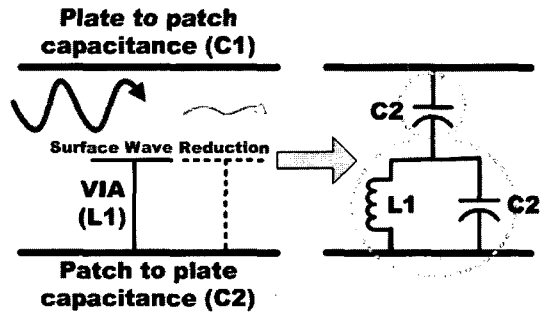 Plate to patch
capacitance (C1)
C2
Surface Wave Reduction
VIA
(L1)
L1
C2
Patch to plate
capacitance (C2)